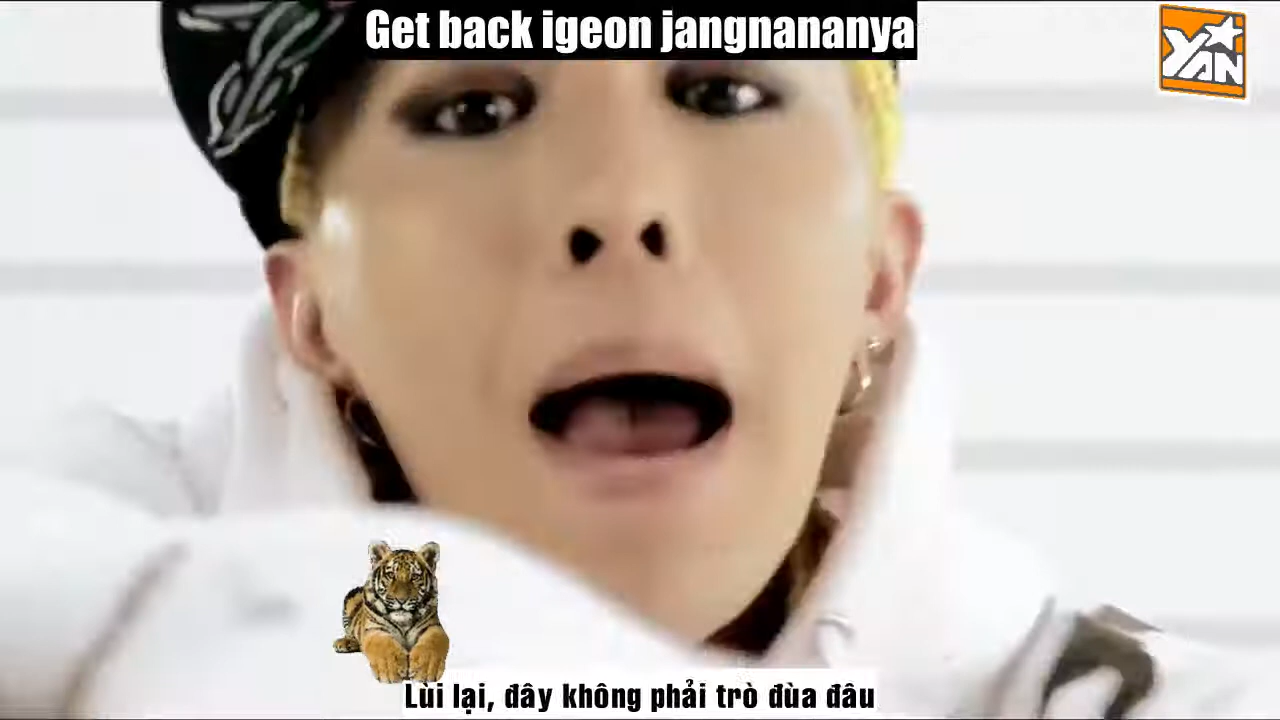 Get back igeon jangnananya
YAN
Lùi lại, đây không phải trò đùa đâu